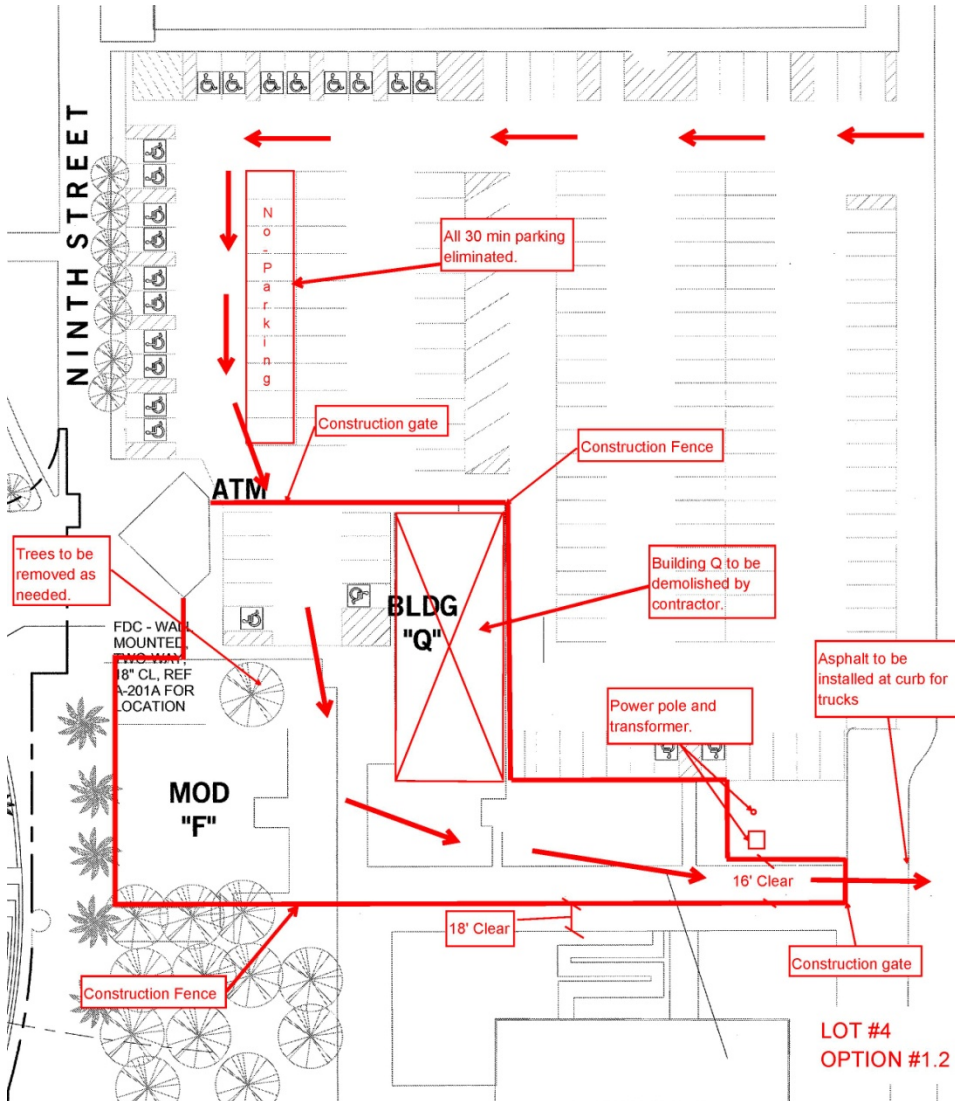 NINTH STREET
No-Parking
All 30 min parking
eliminated.
Construction gate
Construction Fence
ATM
Trees to be
removed as
needed.
BLDG
"Q"
Building Q to be
demolished by
contractor.
FDC - WALL
MOUNTED,
TWO-WAY,
18" CL, REF
A-201A FOR
LOCATION
Asphalt to be
installed at curb for
trucks
Power pole and
transformer.
MOD
"F"
16' Clear
18' Clear
Construction Fence
Construction gate
LOT #4
OPTION #1.2